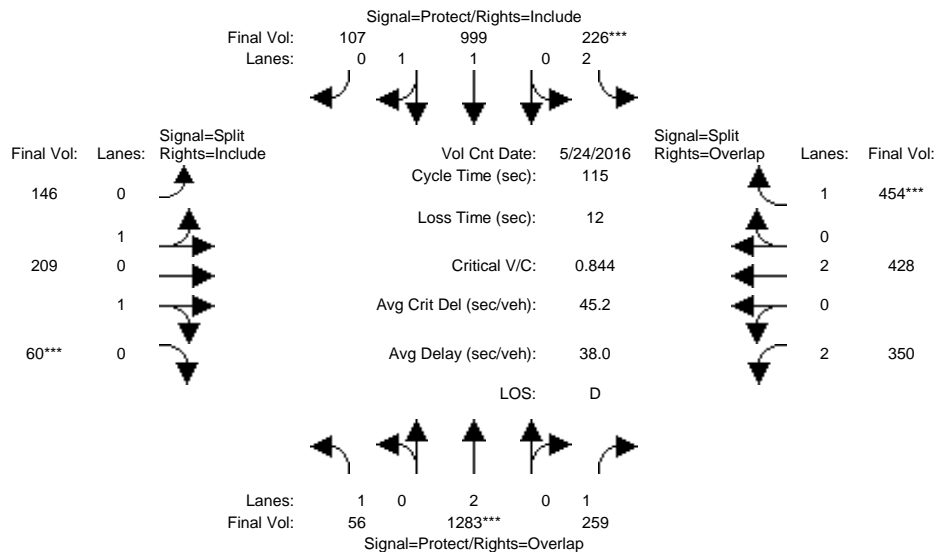 Signal=Protect/Rights=Include
Final Vol: 107 999 226***
Lanes: 0 1 1 0 2
Signal=Split
Final Vol: Lanes: Rights=Include
Vol Cnt Date: 5/24/2016
Signal=Split
Rights=Overlap Lanes: Final Vol:
Cycle Time (sec): 115
146 0
1 454***
Loss Time (sec): 12
1
0
209 0
Critical V/C: 0.844
2 428
1
Avg Crit Del (sec/veh): 45.2
0
60*** 0
Avg Delay (sec/veh): 38.0
2 350
LOS: D
Lanes: 1 0 2 0 1
Final Vol: 56 1283*** 259
Signal=Protect/Rights=Overlap